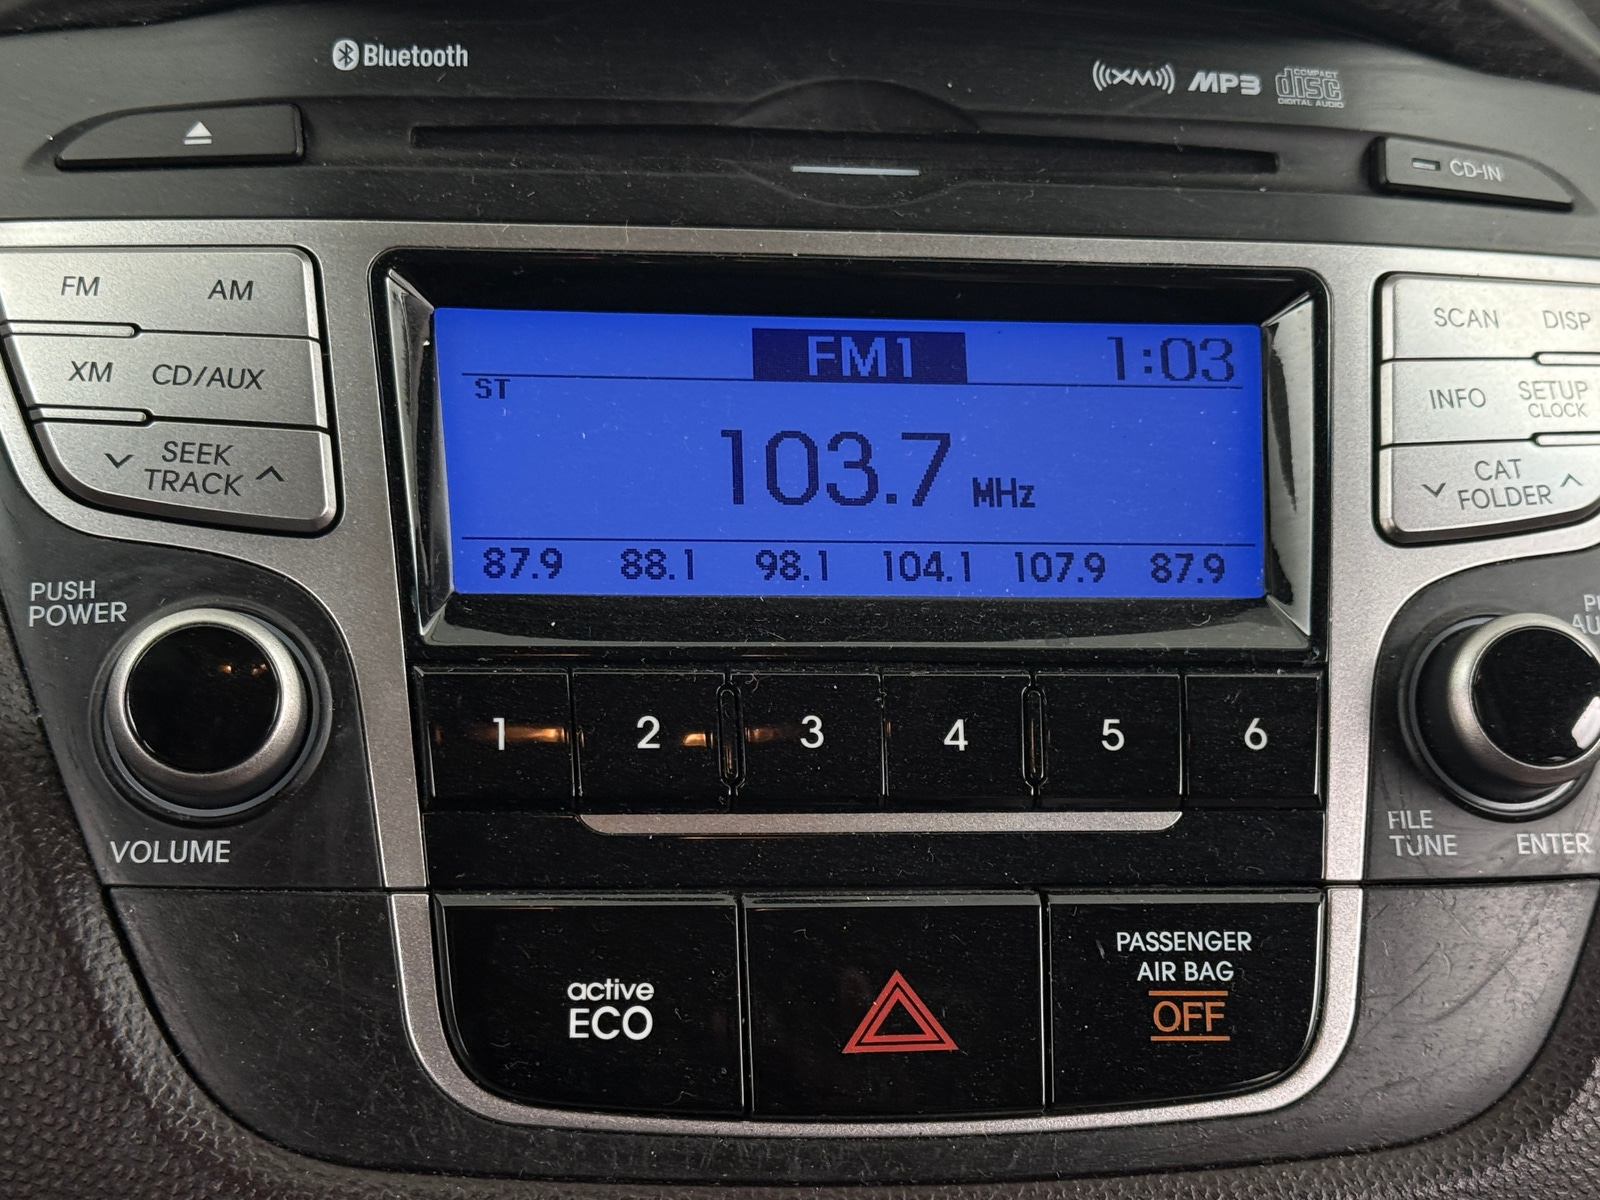 Bluetooth
((XM)) MP3 COMPACT
disc
DIGITAL AUDIO
CD-IN
FM AM
XM CD/AUX
SEEK
TRACK
PUSH
POWER
VOLUME
FM1 1:03
ST
103.7 MHz
87.9 88.1 98.1 104.1 107.9 87.9
1 2 3 4 5 6
SCAN DISP
INFO SETUP
CLOCK
CAT
FOLDER
FILE
TUNE ENTER
active
ECO
PASSENGER
AIR BAG
OFF